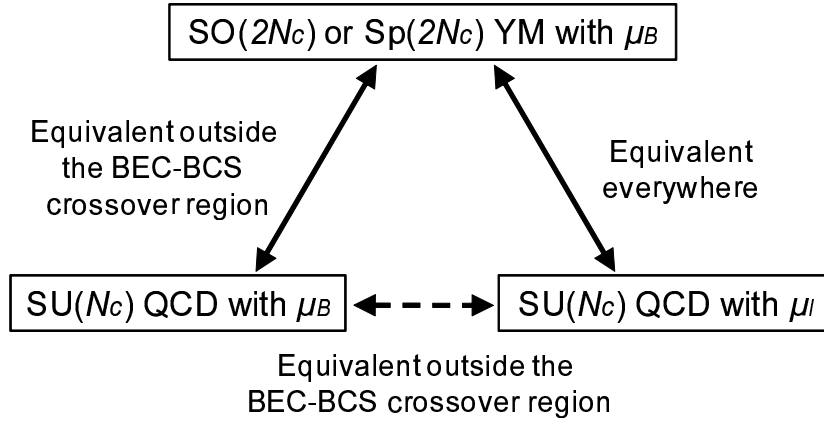 SO(2Nc) or Sp(2Nc) YM with μB
Equivalent outside
the BEC-BCS
crossover region
Equivalent
everywhere
SU(Nc) QCD with μB
SU(Nc) QCD with μI
Equivalent outside the
BEC-BCS crossover region